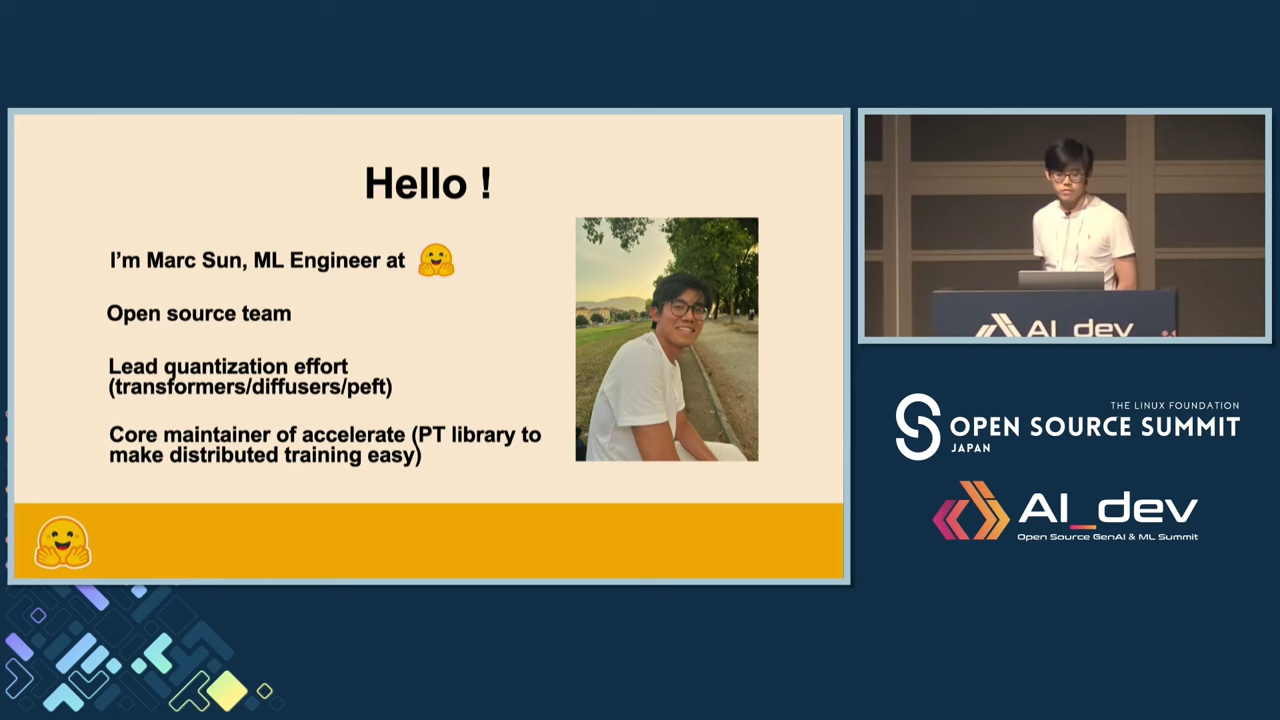 Hello !
I'm Marc Sun, ML Engineer at
Open source team
Lead quantization effort
(transformers/diffusers/peft)
Core maintainer of accelerate (PT library to
make distributed training easy)
AI_dev
THE LINUX FOUNDATION
OPEN SOURCE SUMMIT
JAPAN
AI_dev
Open Source GenAI & ML Summit